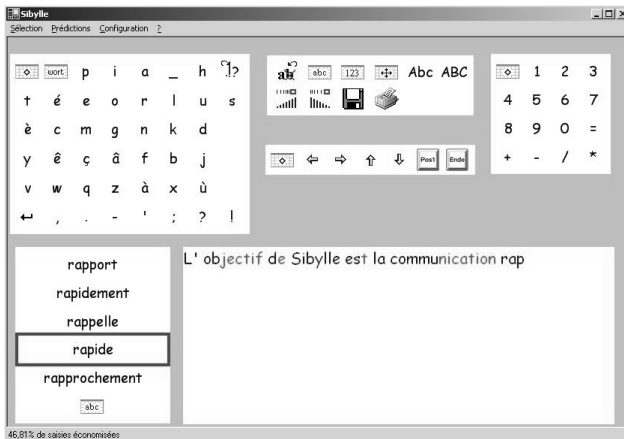 Sibylle
Sélection Prédictions Configuration ?
wort p i a _ h ?
t é e o r l u s
è c m g n k d
y ê ç â f b j
v w q z à x ù
↵ , . - ' ; ? !
abc abc 123 Abc ABC
⇦ ⇨ ⇧ ⇩ Pos1 Ende
1 2 3
4 5 6 7
8 9 0 =
+ - / *
rapport
rapidement
rappelle
rapide
rapprochement
abc
L' objectif de Sibylle est la communication rap
46,81% de saisies économisées